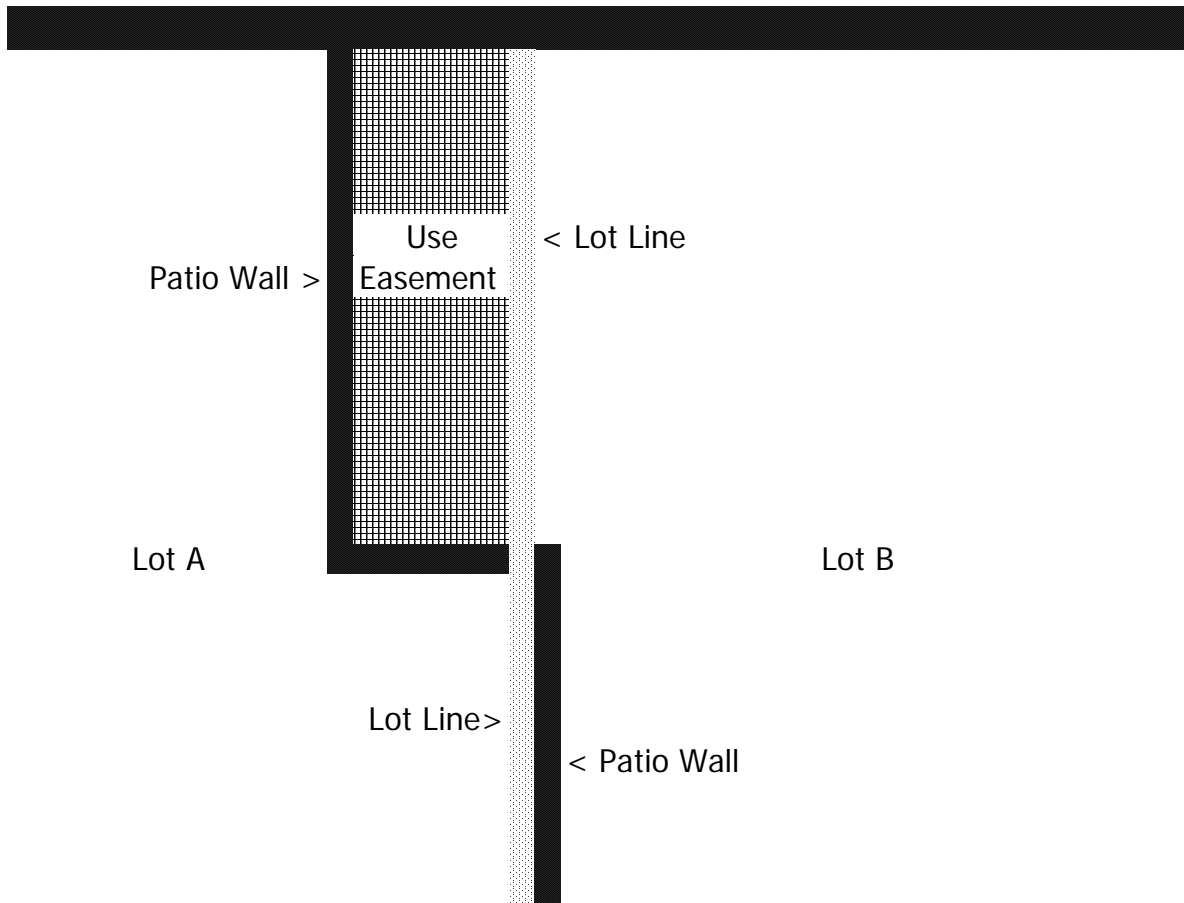 Use
< Lot Line
Patio Wall >
Easement
Lot A
Lot B
Lot Line>
< Patio Wall